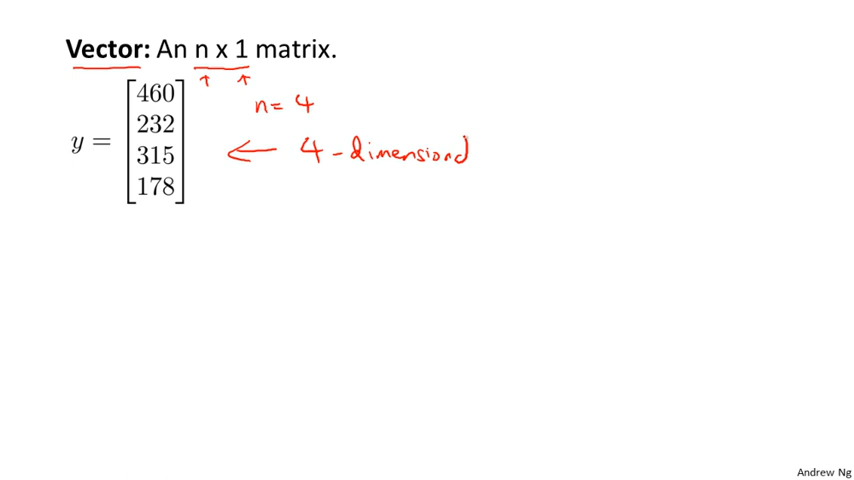 Vector: An n x 1 matrix.
n = 4
y = [460
232
315
178]
← 4-dimensional
Andrew Ng